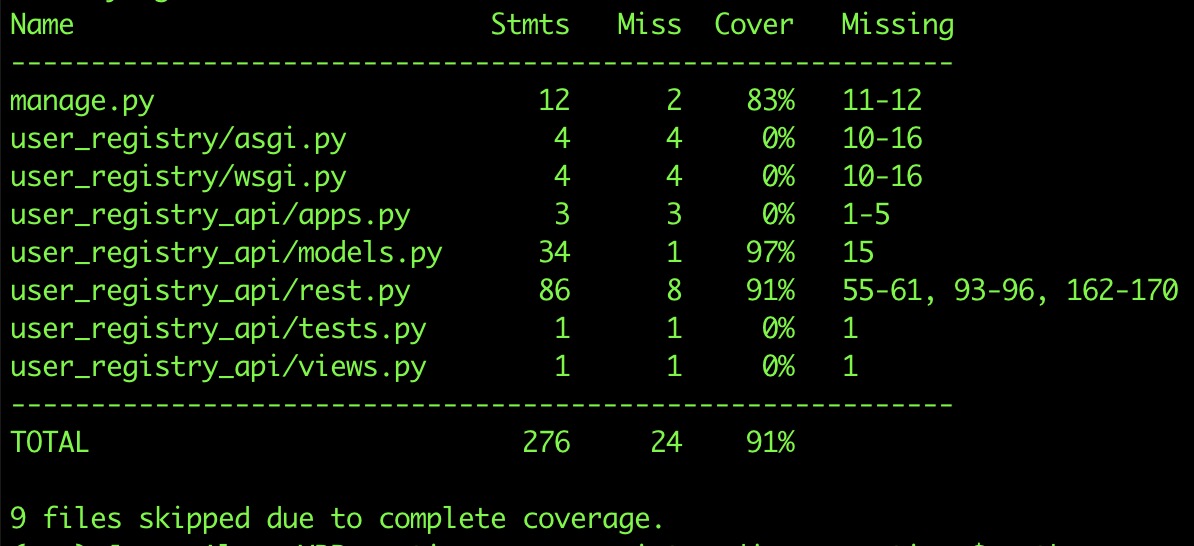 Name Stmts Miss Cover Missing
-----------------------------------------------------------
manage.py 12 2 83% 11-12
user_registry/asgi.py 4 4 0% 10-16
user_registry/wsgi.py 4 4 0% 10-16
user_registry_api/apps.py 3 3 0% 1-5
user_registry_api/models.py 34 1 97% 15
user_registry_api/rest.py 86 8 91% 55-61, 93-96, 162-170
user_registry_api/tests.py 1 1 0% 1
user_registry_api/views.py 1 1 0% 1
-----------------------------------------------------------
TOTAL 276 24 91%
9 files skipped due to complete coverage.